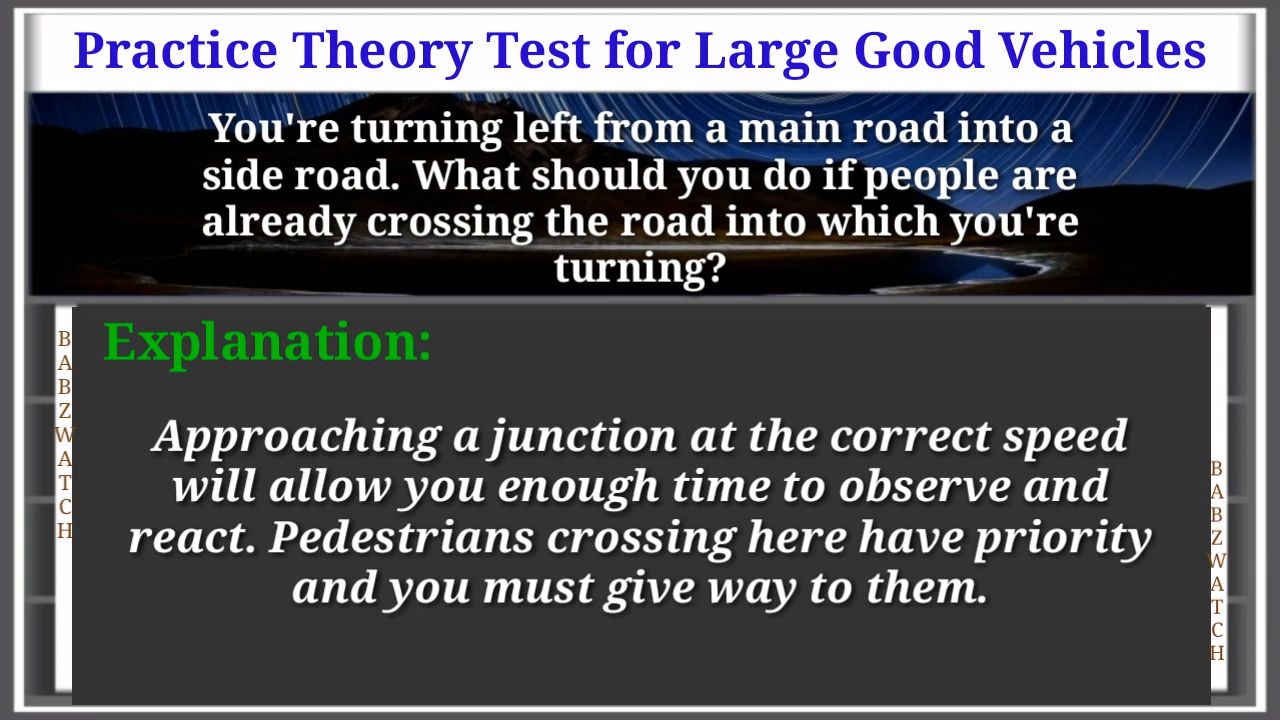 Practice Theory Test for Large Good Vehicles
You're turning left from a main road into a
side road. What should you do if people are
already crossing the road into which you're
turning?
Explanation:
Approaching a junction at the correct speed
will allow you enough time to observe and
react. Pedestrians crossing here have priority
and you must give way to them.
B
A
B
Z
W
A
T
C
H
B
A
B
Z
W
A
T
C
H